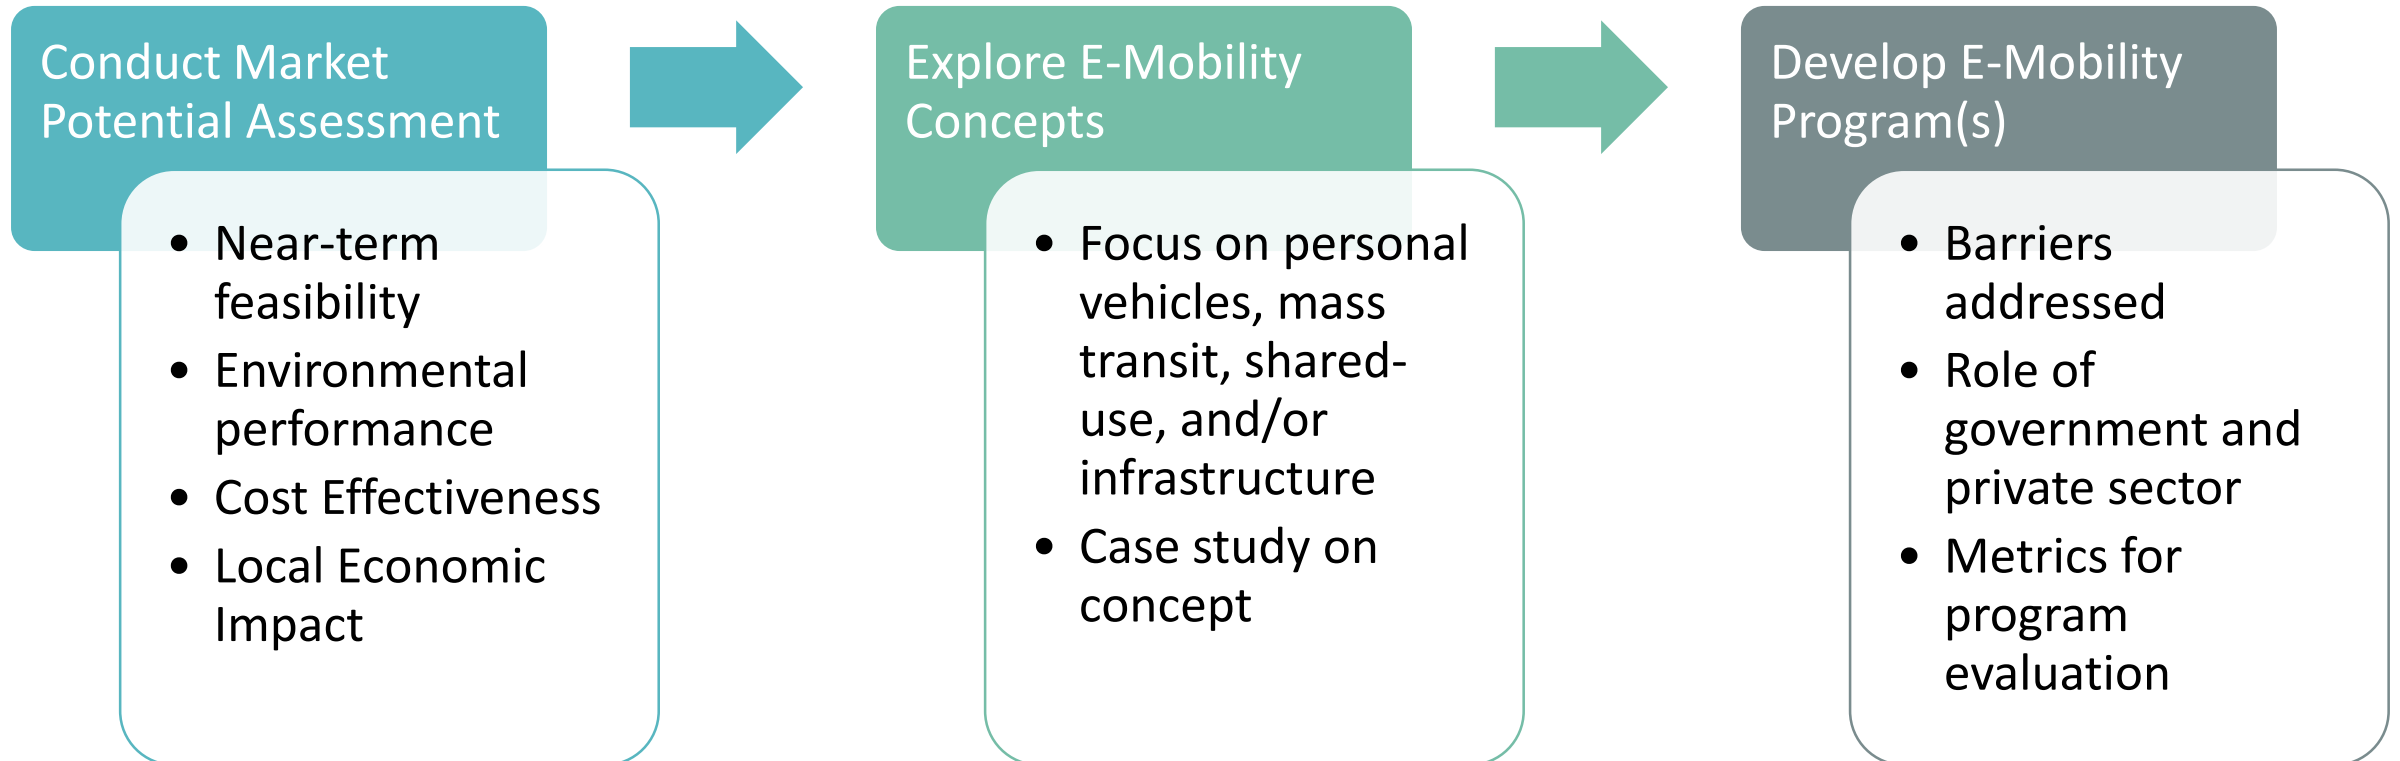 Conduct Market
Potential Assessment
• Near-term
feasibility
• Environmental
performance
• Cost Effectiveness
• Local Economic
Impact
Explore E-Mobility
Concepts
• Focus on personal
vehicles, mass
transit, shared-
use, and/or
infrastructure
• Case study on
concept
Develop E-Mobility
Program(s)
• Barriers
addressed
• Role of
government and
private sector
• Metrics for
program
evaluation